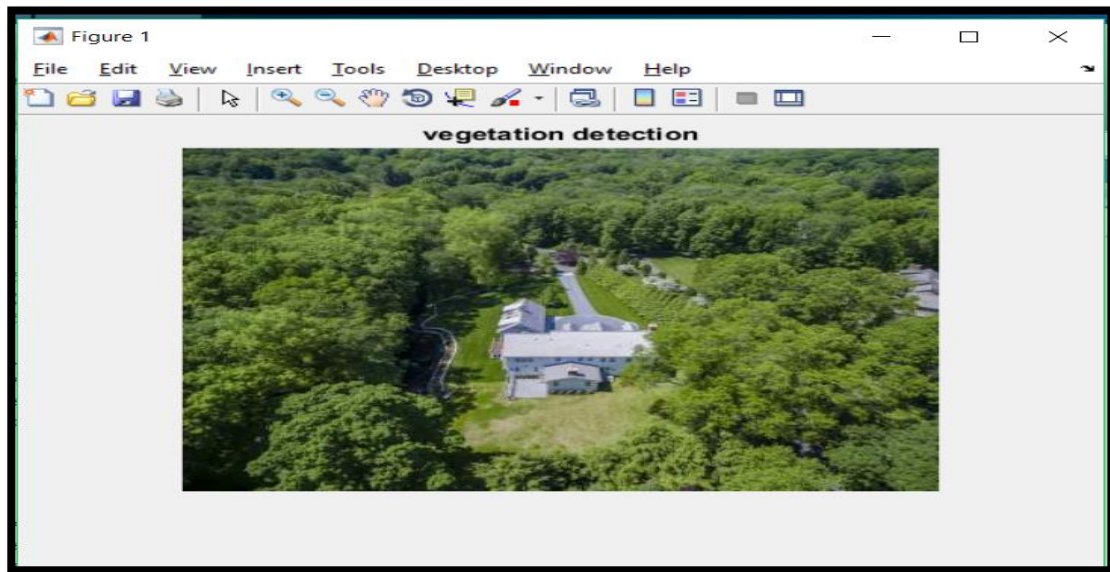 Figure 1
File Edit View Insert Tools Desktop Window Help
vegetation detection